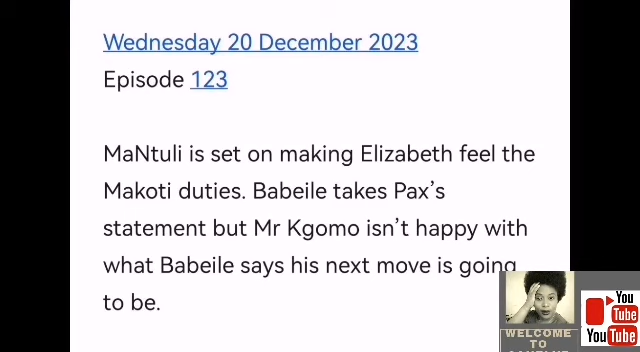 Wednesday 20 December 2023
Episode 123
MaNtuli is set on making Elizabeth feel the
Makoti duties. Babeile takes Pax’s
statement but Mr Kgomo isn’t happy with
what Babeile says his next move is going
to be.
WELCOME
TO
You
Tube
YouTube